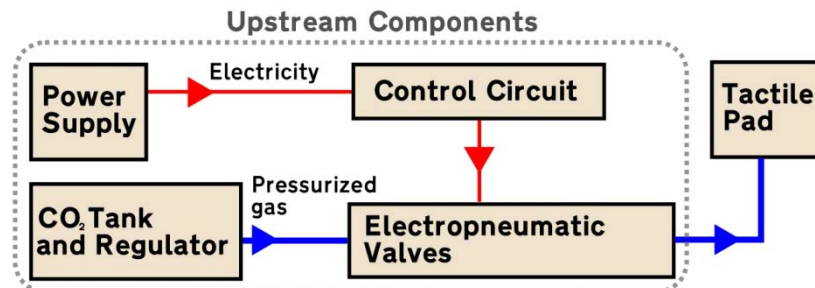 Upstream Components
Power
Supply
Electricity
Control Circuit
Tactile
Pad
CO₂ Tank
and Regulator
Pressurized
gas
Electropneumatic
Valves